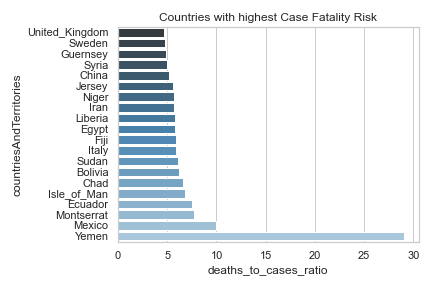 Countries with highest Case Fatality Risk
countriesAndTerritories
United_Kingdom
Sweden
Guernsey
Syria
China
Jersey
Niger
Iran
Liberia
Egypt
Fiji
Italy
Sudan
Bolivia
Chad
Isle_of_Man
Ecuador
Montserrat
Mexico
Yemen
0 5 10 15 20 25 30
deaths_to_cases_ratio